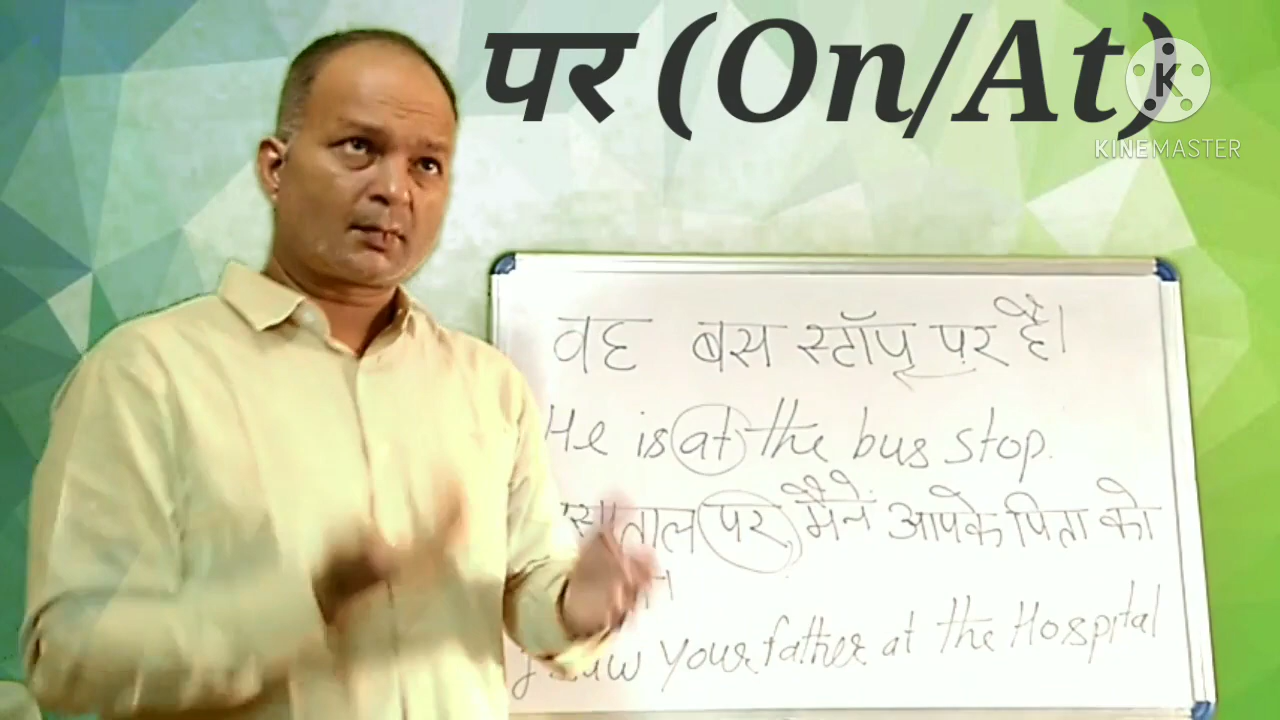 पर (On/At)
KINEMASTER
वह बस स्टॉप पर है।
He is at the bus stop.
पर, मैंने आपके पिता को
your father at the Hospital